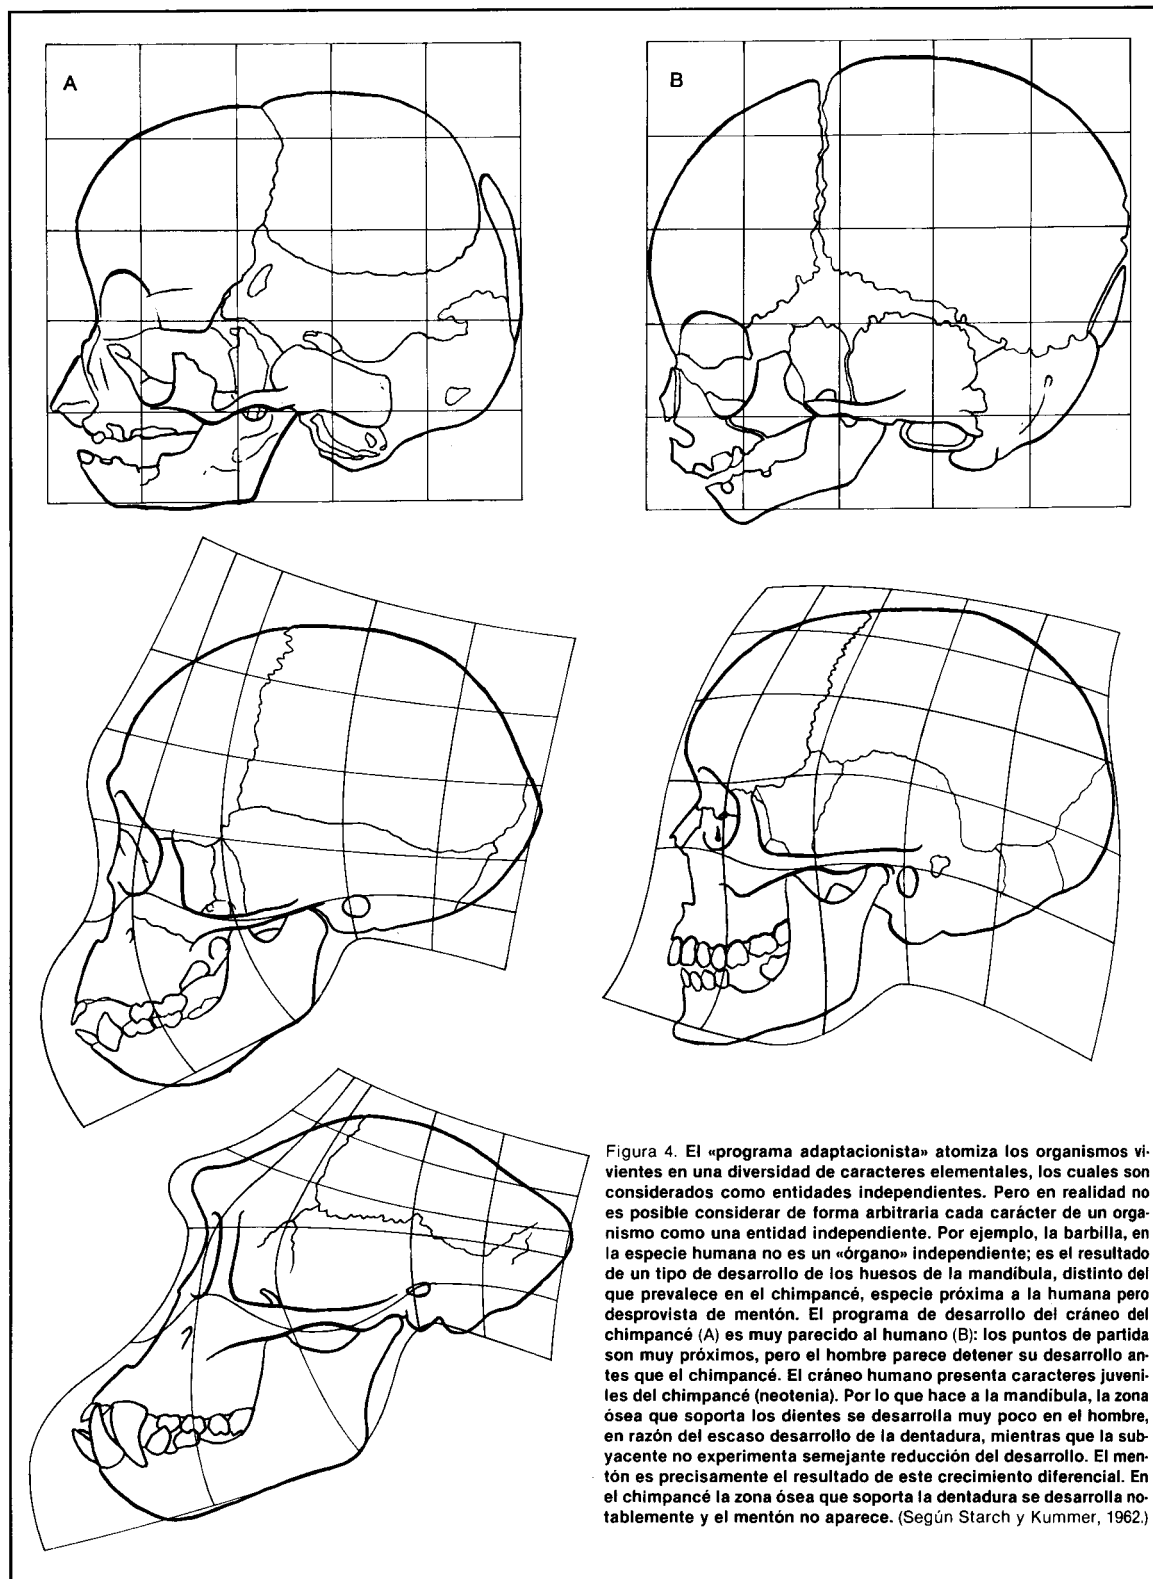 A
B
Figura 4. El «programa adaptacionista» atomiza los organismos vi-
vientes en una diversidad de caracteres elementales, los cuales son
considerados como entidades independientes. Pero en realidad no
es posible considerar de forma arbitraria cada carácter de un orga-
nismo como una entidad independiente. Por ejemplo, la barbilla, en
la especie humana no es un «órgano» independiente; es el resultado
de un tipo de desarrollo de los huesos de la mandíbula, distinto del
que prevalece en el chimpancé, especie próxima a la humana pero
desprovista de mentón. El programa de desarrollo del cráneo del
chimpancé (A) es muy parecido al humano (B): los puntos de partida
son muy próximos, pero el hombre parece detener su desarrollo an-
tes que el chimpancé. El cráneo humano presenta caracteres juveni-
les del chimpancé (neotenia). Por lo que hace a la mandíbula, la zona
ósea que soporta los dientes se desarrolla muy poco en el hombre,
en razón del escaso desarrollo de la dentadura, mientras que la sub-
yacente no experimenta semejante reducción del desarrollo. El men-
tón es precisamente el resultado de este crecimiento diferencial. En
el chimpancé la zona ósea que soporta la dentadura se desarrolla no-
tablemente y el mentón no aparece. (Según Starch y Kummer, 1962.)